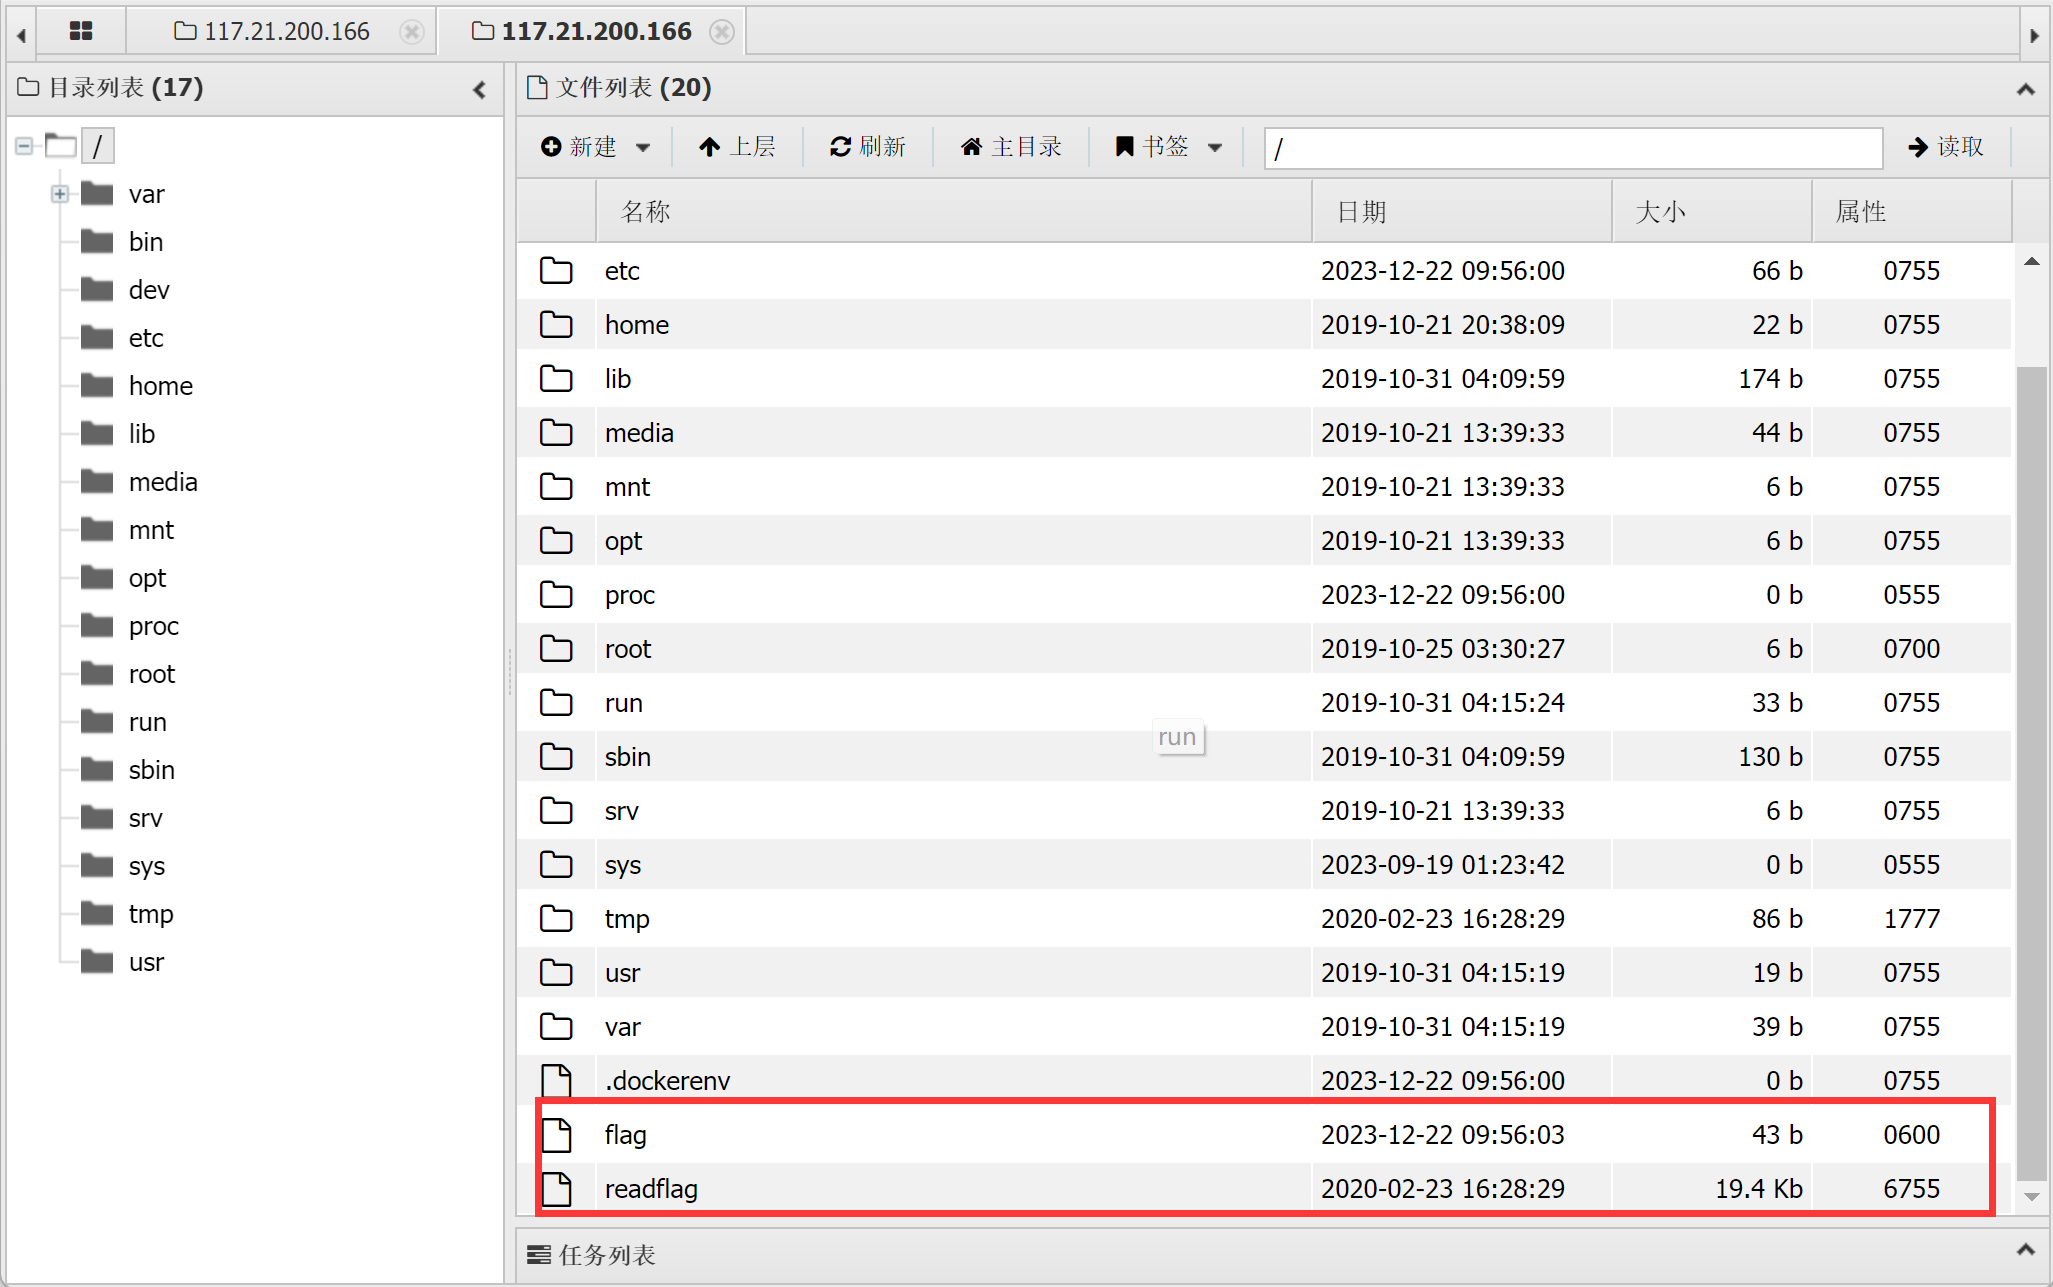 117.21.200.166
117.21.200.166
目录列表 (17)
/
var
bin
dev
etc
home
lib
media
mnt
opt
proc
root
run
sbin
srv
sys
tmp
usr
文件列表 (20)
新建 上层 刷新 主目录 书签 / 读取
名称 日期 大小 属性
etc 2023-12-22 09:56:00 66 b 0755
home 2019-10-21 20:38:09 22 b 0755
lib 2019-10-31 04:09:59 174 b 0755
media 2019-10-21 13:39:33 44 b 0755
mnt 2019-10-21 13:39:33 6 b 0755
opt 2019-10-21 13:39:33 6 b 0755
proc 2023-12-22 09:56:00 0 b 0555
root 2019-10-25 03:30:27 6 b 0700
run 2019-10-31 04:15:24 33 b 0755
run
sbin 2019-10-31 04:09:59 130 b 0755
srv 2019-10-21 13:39:33 6 b 0755
sys 2023-09-19 01:23:42 0 b 0555
tmp 2020-02-23 16:28:29 86 b 1777
usr 2019-10-31 04:15:19 19 b 0755
var 2019-10-31 04:15:19 39 b 0755
.dockerenv 2023-12-22 09:56:00 0 b 0755
flag 2023-12-22 09:56:03 43 b 0600
readflag 2020-02-23 16:28:29 19.4 Kb 6755
任务列表